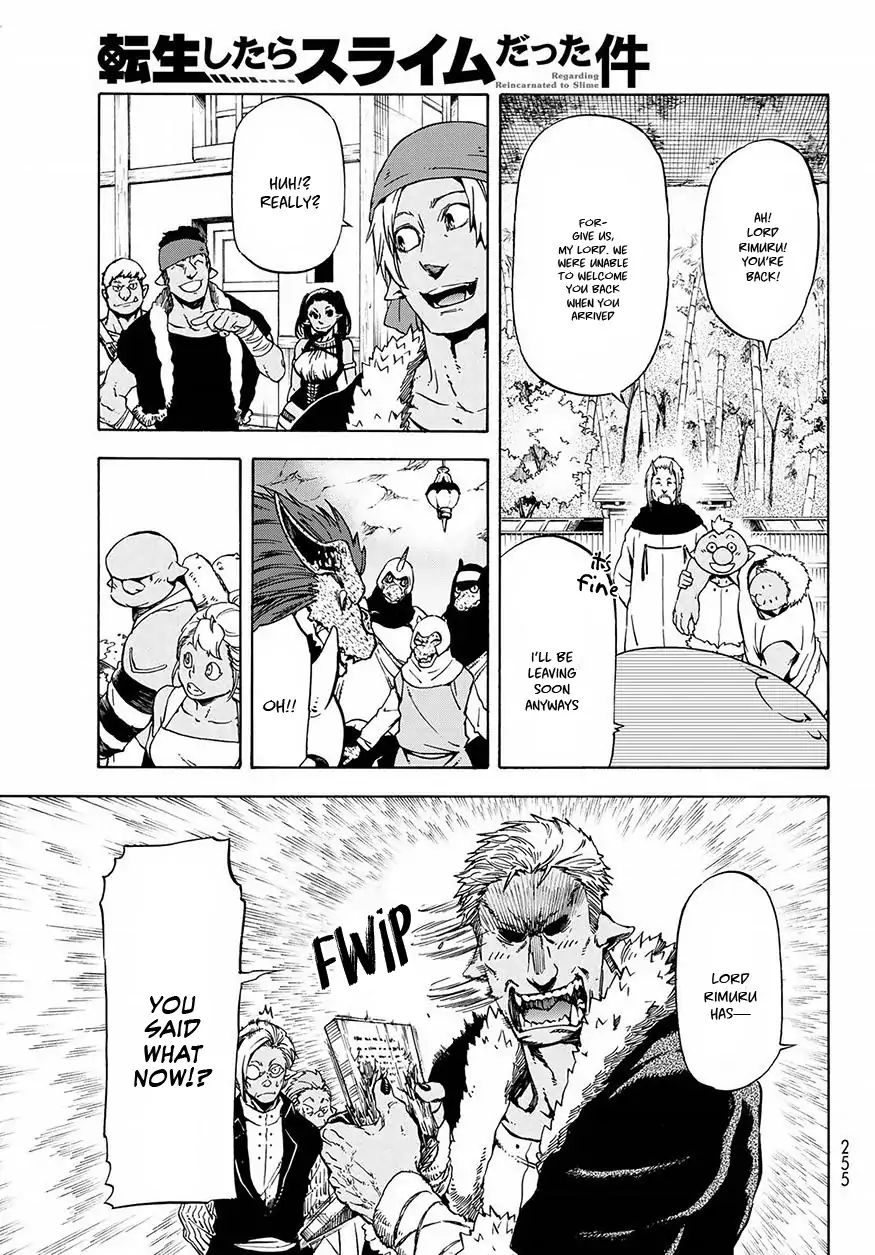 転生したらスライムだった件
Regarding
Reincarnated to Slime
AH!
LORD
RIMURU!
YOU'RE
BACK!
FOR-
GIVE US,
MY LORD. WE
WERE UNABLE
TO WELCOME
YOU BACK
WHEN YOU
ARRIVED
it's
fine
I'LL BE
LEAVING
SOON
ANYWAYS
HUH!?
REALLY?
OH!!
LORD
RIMURU
HAS—
FWIP
YOU
SAID
WHAT
NOW!?
255